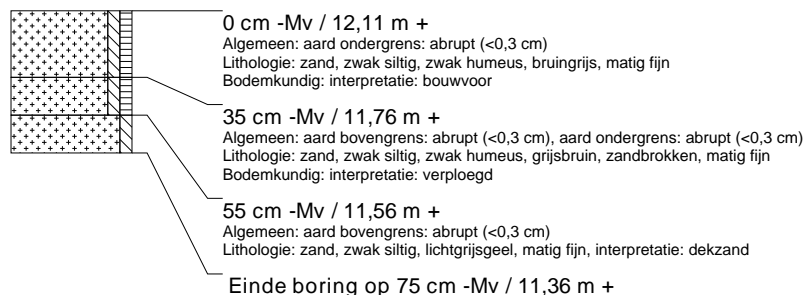 0 cm -Mv / 12,11 m +
Algemeen: aard ondergrens: abrupt (<0,3 cm)
Lithologie: zand, zwak siltig, zwak humeus, bruingrijs, matig fijn
Bodemkundig: interpretatie: bouwvoor
35 cm -Mv / 11,76 m +
Algemeen: aard bovengrens: abrupt (<0,3 cm), aard ondergrens: abrupt (<0,3 cm)
Lithologie: zand, zwak siltig, zwak humeus, grijsbruin, zandbrokken, matig fijn
Bodemkundig: interpretatie: verploegd
55 cm -Mv / 11,56 m +
Algemeen: aard bovengrens: abrupt (<0,3 cm)
Lithologie: zand, zwak siltig, lichtgrijsgeel, matig fijn, interpretatie: dekzand
Einde boring op 75 cm -Mv / 11,36 m +